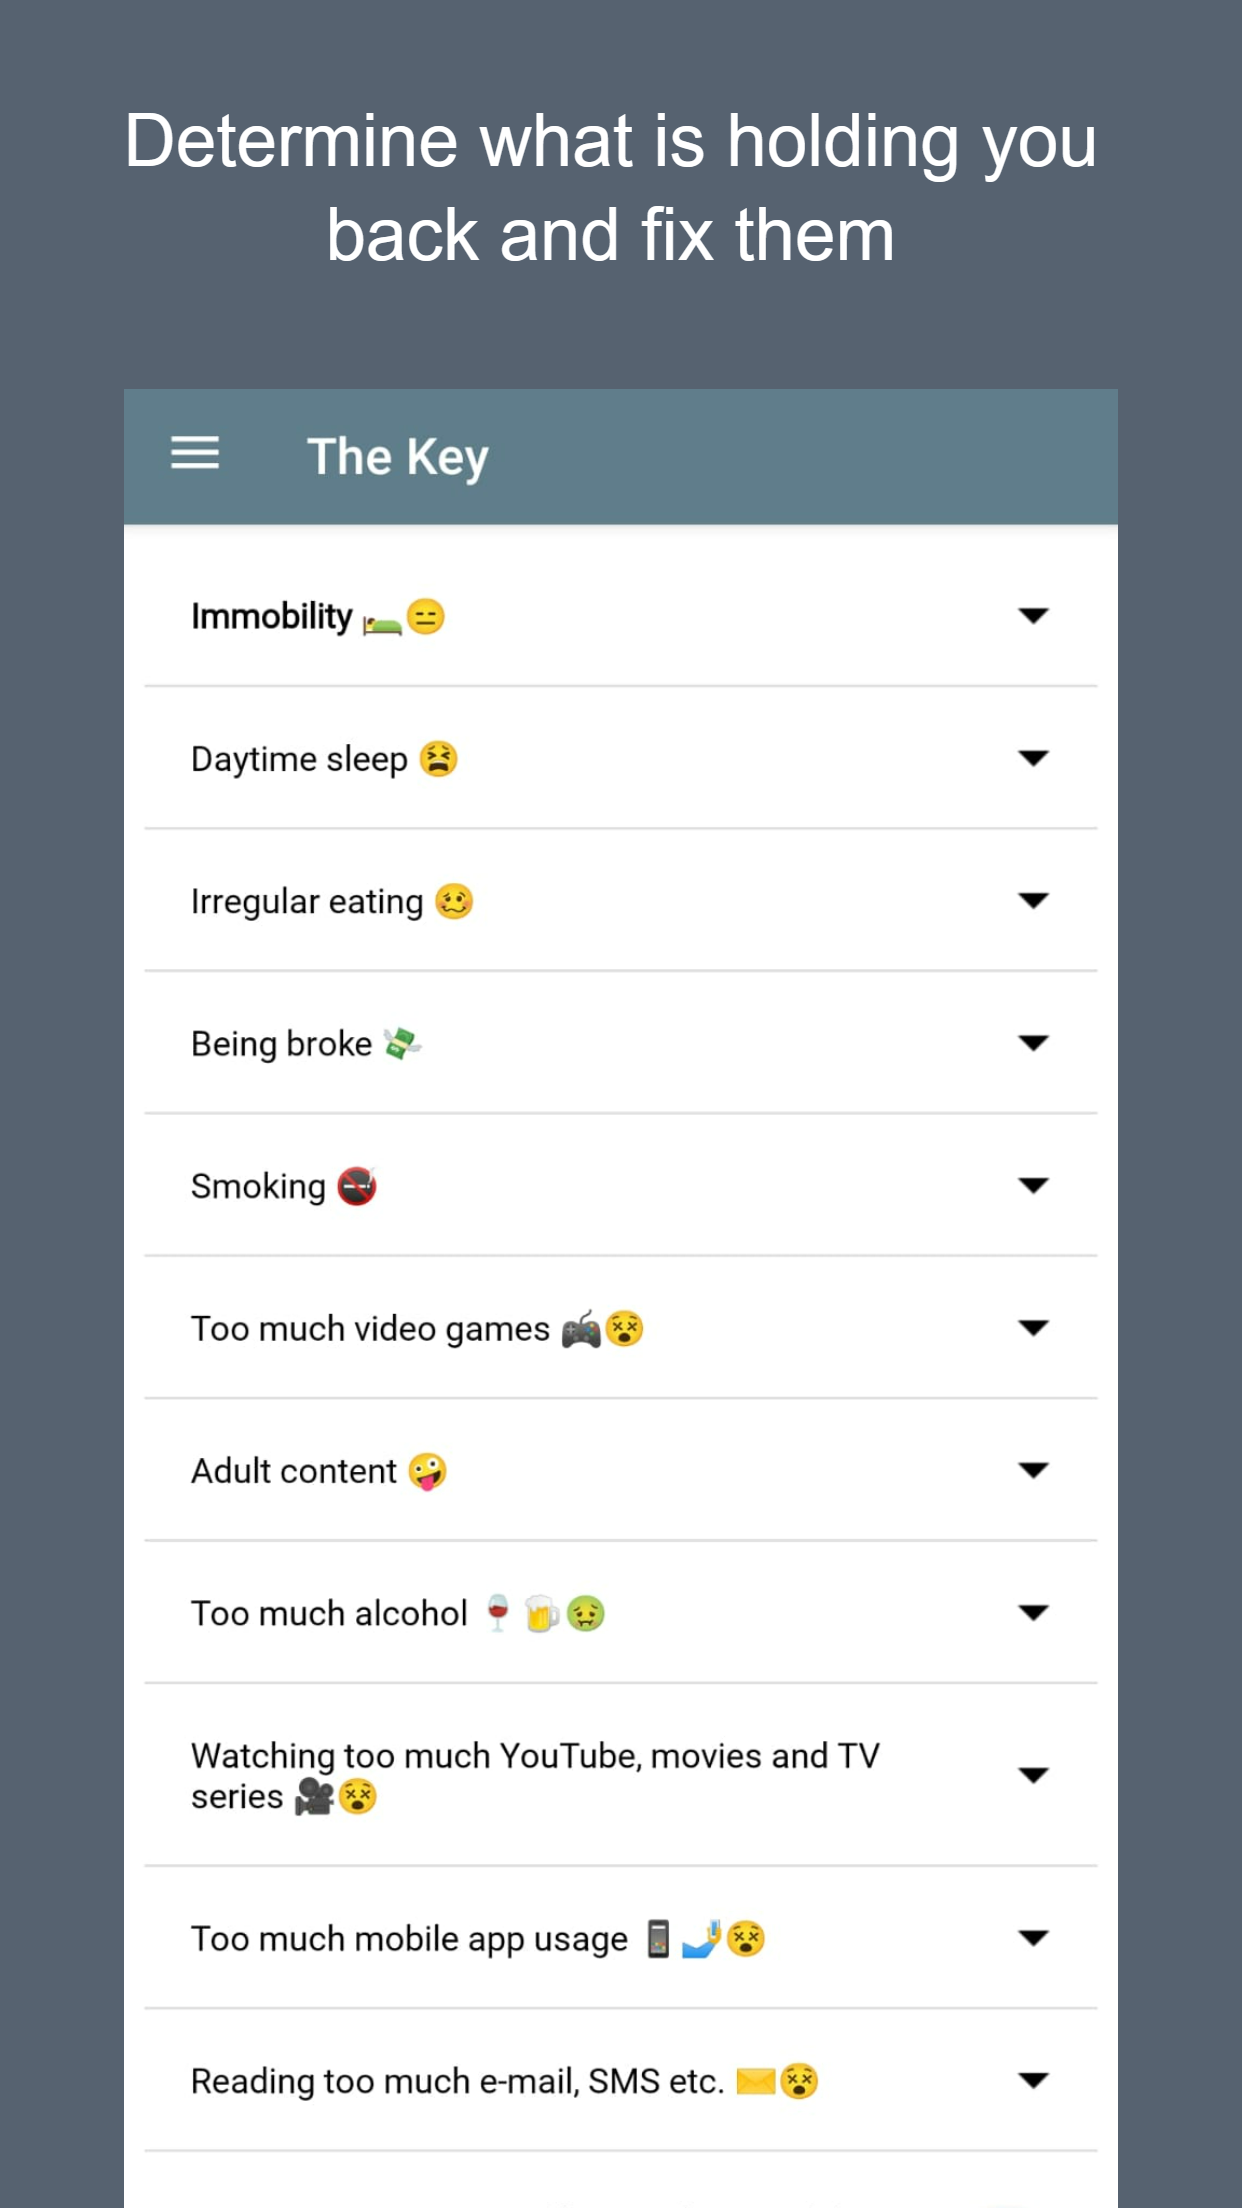 Determine what is holding you
back and fix them
The Key
Immobility 🛌😑
Daytime sleep 😫
Irregular eating 🥴
Being broke 💸
Smoking 🚭
Too much video games 🎮😵
Adult content 🤪
Too much alcohol 🍷🍺🤢
Watching too much YouTube, movies and TV
series 🎥😵
Too much mobile app usage 📱🤳😵
Reading too much e-mail, SMS etc. ✉️😵